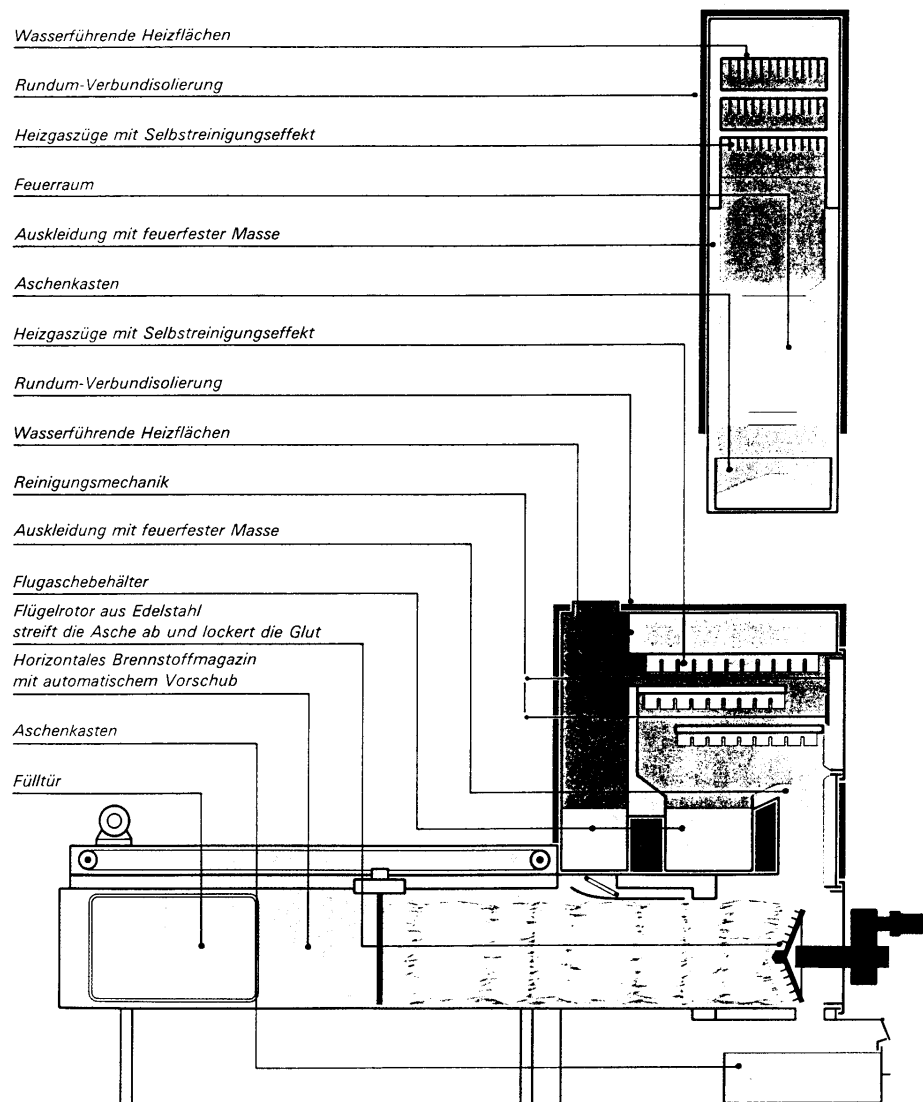 Wasserführende Heizflächen
Rundum-Verbundisolierung
Heizgaszüge mit Selbstreinigungseffekt
Feuerraum
Auskleidung mit feuerfester Masse
Aschenkasten
Heizgaszüge mit Selbstreinigungseffekt
Rundum-Verbundisolierung
Wasserführende Heizflächen
Reinigungsmechanik
Auskleidung mit feuerfester Masse
Flugaschebehälter
Flügelrotor aus Edelstahl
streift die Asche ab und lockert die Glut
Horizontales Brennstoffmagazin
mit automatischem Vorschub
Aschenkasten
Fülltür